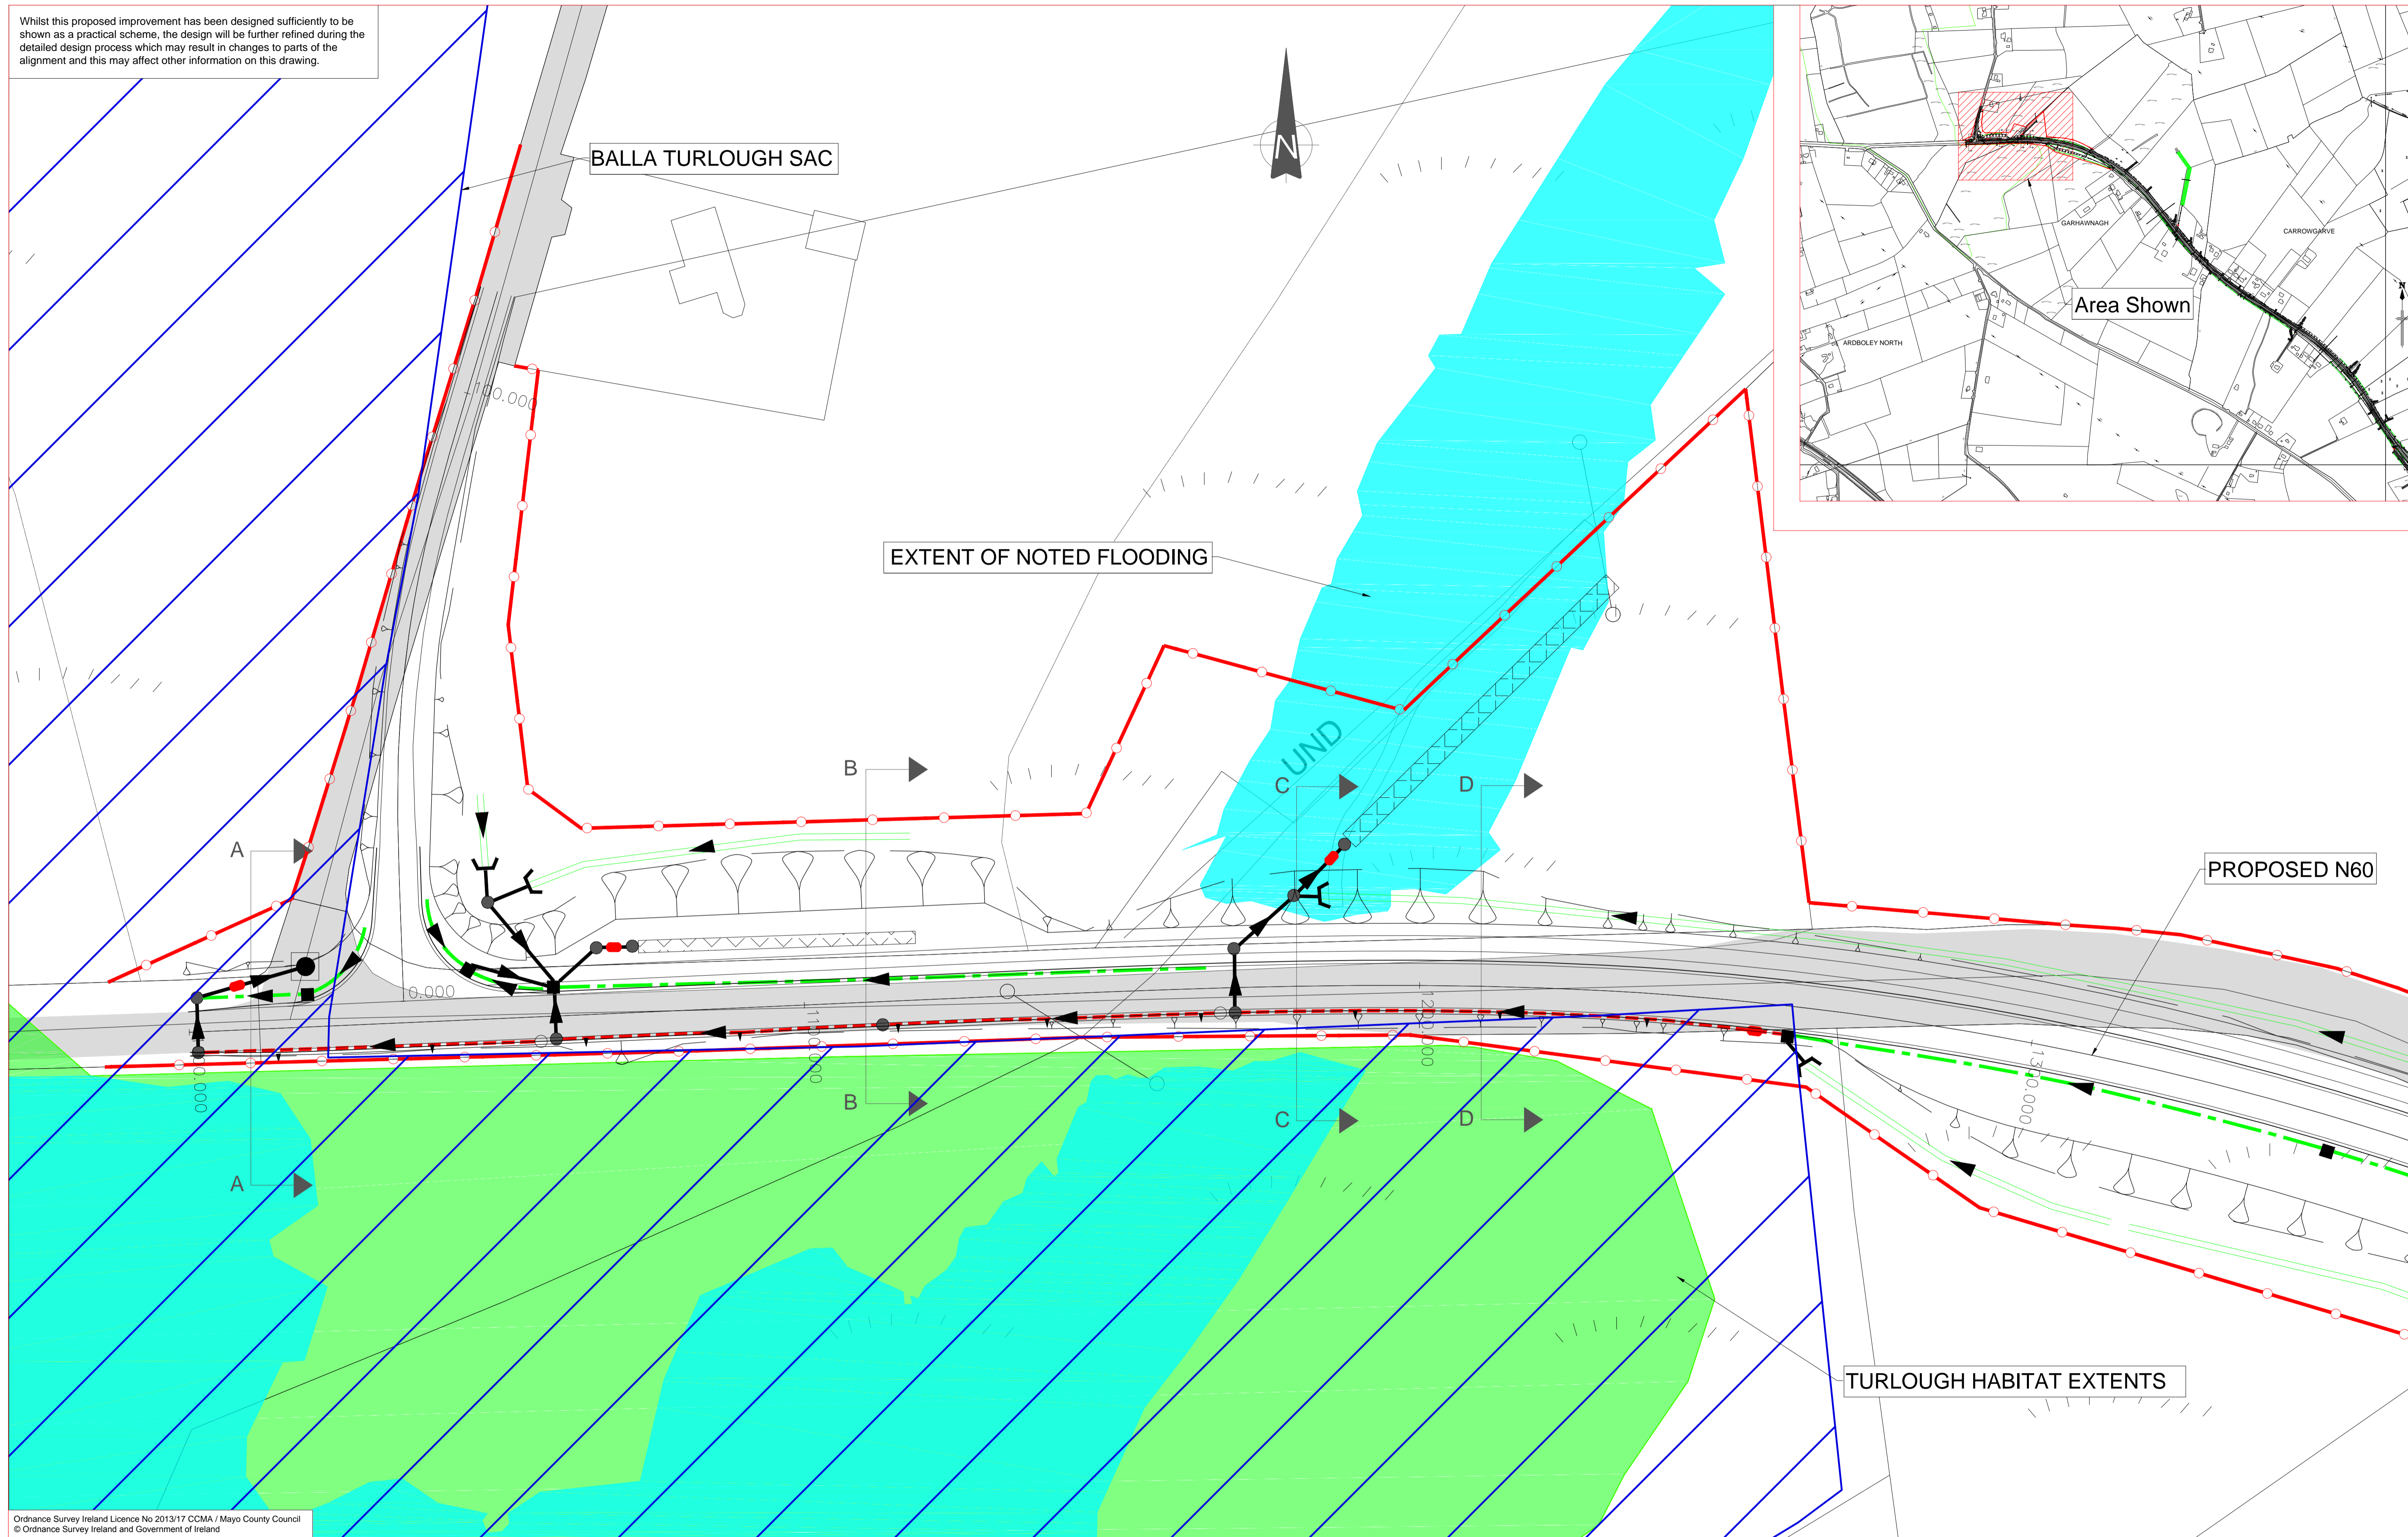 Whilst this proposed improvement has been designed sufficiently to be
shown as a practical scheme, the design will be further refined during the
detailed design process which may result in changes to parts of the
alignment and this may affect other information on this drawing.
BALLA TURLOUGH SAC
N
GARHAWNAGH
CARROWGARVE
Area Shown
ARDBOLEY NORTH
N
100.000
EXTENT OF NOTED FLOODING
UND
B
C
D
A
PROPOSED N60
0.000
B
C
D
A
TURLOUGH HABITAT EXTENTS
Ordnance Survey Ireland Licence No 2013/17 CCMA / Mayo County Council
© Ordnance Survey Ireland and Government of Ireland